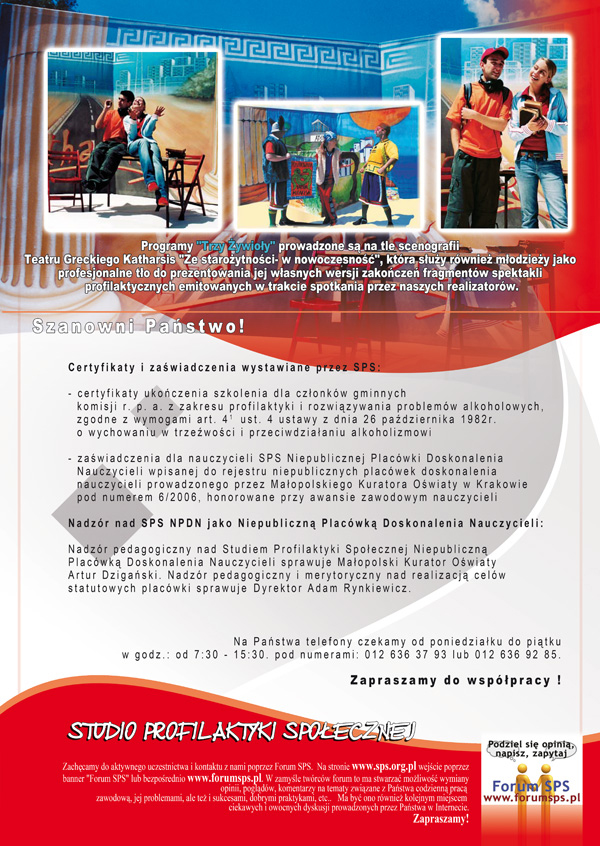 Programy "Trzy Żywioły" prowadzone są na tle scenografii
Teatru Greckiego Katharsis "Ze starożytności- w nowoczesność", która służy również młodzieży jako
profesjonalne tło do prezentowania jej własnych wersji zakończeń fragmentów spektakli
profilaktycznych emitowanych w trakcie spotkania przez naszych realizatorów.
Szanowni Państwo!
Certyfikaty i zaświadczenia wystawiane przez SPS:
- certyfikaty ukończenia szkolenia dla członków gminnych
komisji r. p. a. z zakresu profilaktyki i rozwiązywania problemów alkoholowych,
zgodne z wymogami art. 4¹ ust. 4 ustawy z dnia 26 października 1982r.
o wychowaniu w trzeźwości i przeciwdziałaniu alkoholizmowi
- zaświadczenia dla nauczycieli SPS Niepublicznej Placówki Doskonalenia
Nauczycieli wpisanej do rejestru niepublicznych placówek doskonalenia
nauczycieli prowadzonego przez Małopolskiego Kuratora Oświaty w Krakowie
pod numerem 6/2006, honorowane przy awansie zawodowym nauczycieli
Nadzór nad SPS NPDN jako Niepubliczną Placówką Doskonalenia Nauczycieli:
Nadzór pedagogiczny nad Studiem Profilaktyki Społecznej Niepubliczną
Placówką Doskonalenia Nauczycieli sprawuje Małopolski Kurator Oświaty
Artur Dzigański. Nadzór pedagogiczny i merytoryczny nad realizacją celów
statutowych placówki sprawuje Dyrektor Adam Rynkiewicz.
Na Państwa telefony czekamy od poniedziałku do piątku
w godz.: od 7:30 - 15:30. pod numerami: 012 636 37 93 lub 012 636 92 85.
Zapraszamy do współpracy !
STUDIO PROFILAKTYKI SPOŁECZNEJ
Zachęcamy do aktywnego uczestnictwa i kontaktu z nami poprzez Forum SPS. Na stronie www.sps.org.pl wejście poprzez
banner "Forum SPS" lub bezpośrednio www.forumsps.pl. W zamyśle twórców forum to ma stwarzać możliwość wymiany
opinii, poglądów, komentarzy na tematy związane z Państwa codzienną pracą
zawodową, jej problemami, ale też i sukcesami, dobrymi praktykami, etc.. Ma być ono również kolejnym miejscem
ciekawych i owocnych dyskusji prowadzonych przez Państwa w Internecie.
Zapraszamy!
Podziel się opinią,
napisz, zapytaj
Forum SPS
www.forumsps.pl